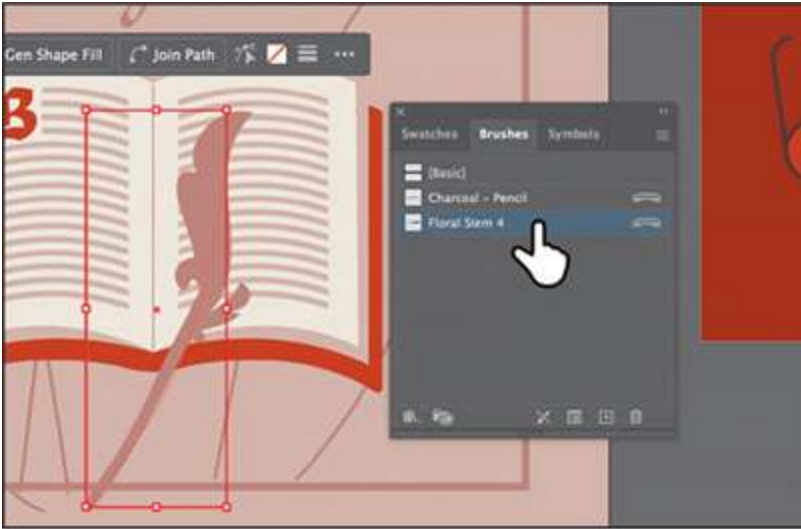 Gen Shape Fill Join Path
B
Swatches Brushes Symbols
[Basic]
Charcoal - Pencil
Floral Stem 4